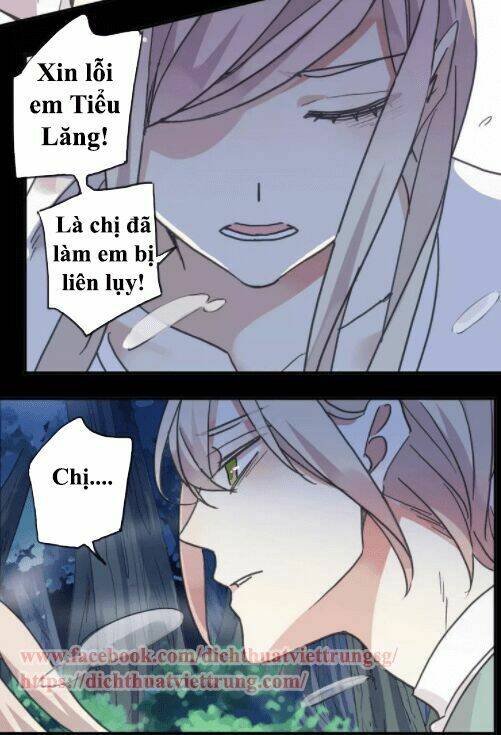 Xin lỗi
em Tiểu
Lăng!
Là chị đã
làm em bị
liên lụy!
Chị....
www.facebook.com/dichthuatviettrungsg/
https://dichthuatviettrung.com/